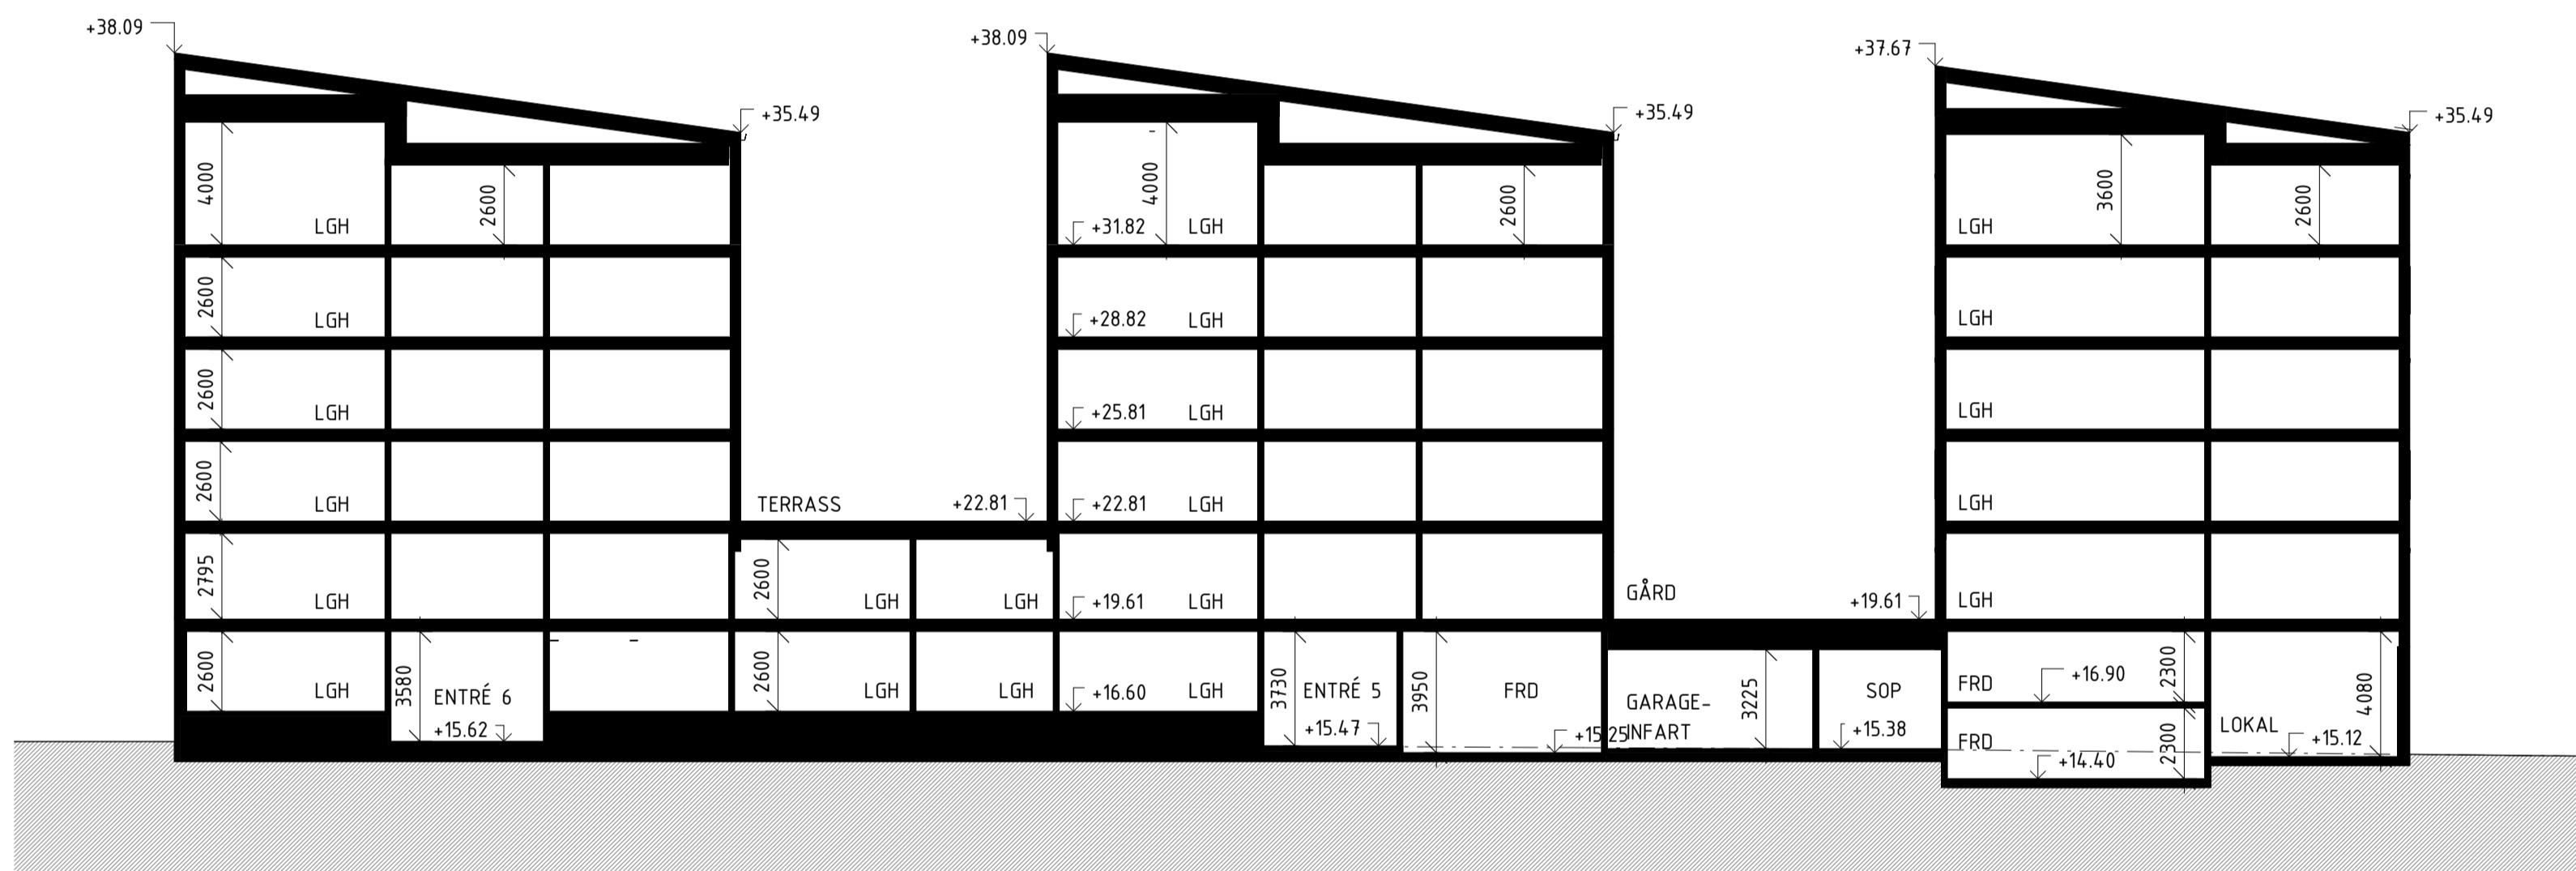 +38.09
+38.09
+37.67
+35.49
+35.49
+35.49
4000
2600
4000
2600
3600
2600
LGH
+31.82
LGH
LGH
2600
LGH
+28.82
LGH
LGH
2600
LGH
+25.81
LGH
LGH
2600
LGH
TERRASS
+22.81
+22.81
LGH
LGH
2795
LGH
2600
LGH
LGH
+19.61
LGH
GÅRD
+19.61
LGH
2600
LGH
3580
ENTRÉ 6
+15.62
2600
LGH
LGH
+16.60
LGH
3730
ENTRÉ 5
+15.47
3950
FRD
+15.25
GARAGE-
INFART
3225
SOP
+15.38
FRD
+16.90
2300
FRD
+14.40
2300
LOKAL
+15.12
4080